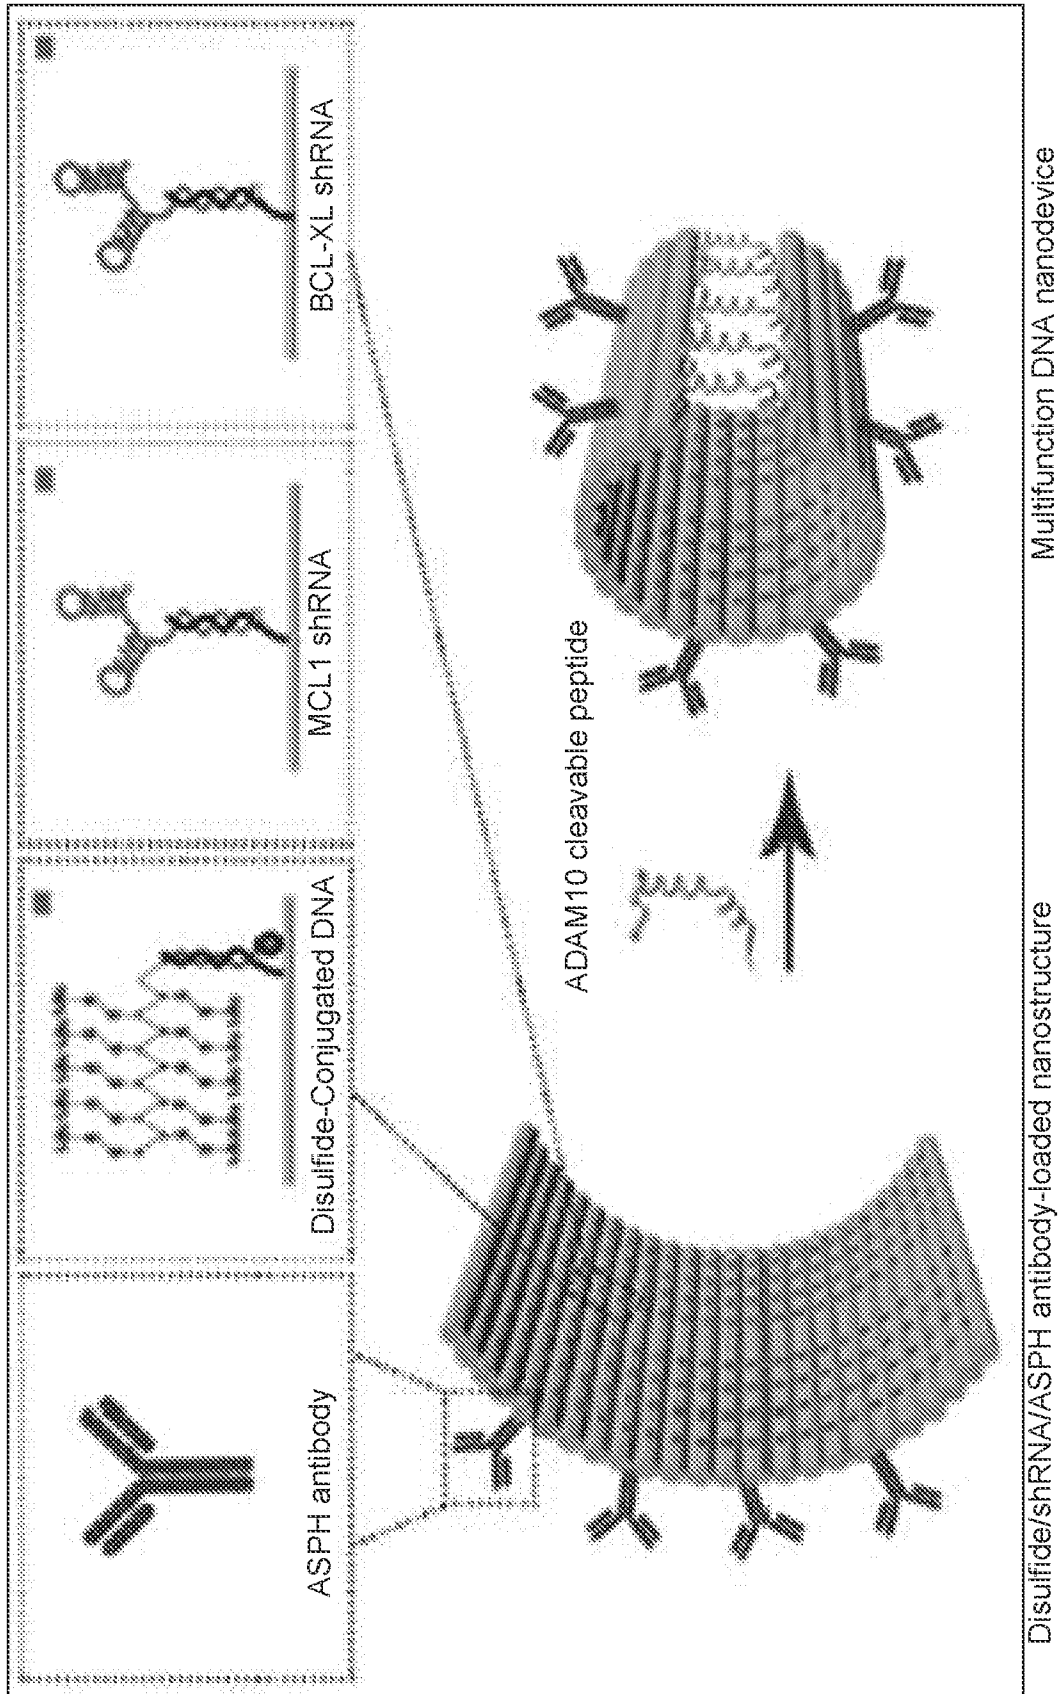 ASPH antibody
Disulfide-Conjugated DNA
MCL1 shRNA
BCL-XL shRNA
ADAM10 cleavable peptide
Disulfide/shRNA/ASPH antibody-loaded nanostructure
Multifunction DNA nanodevice